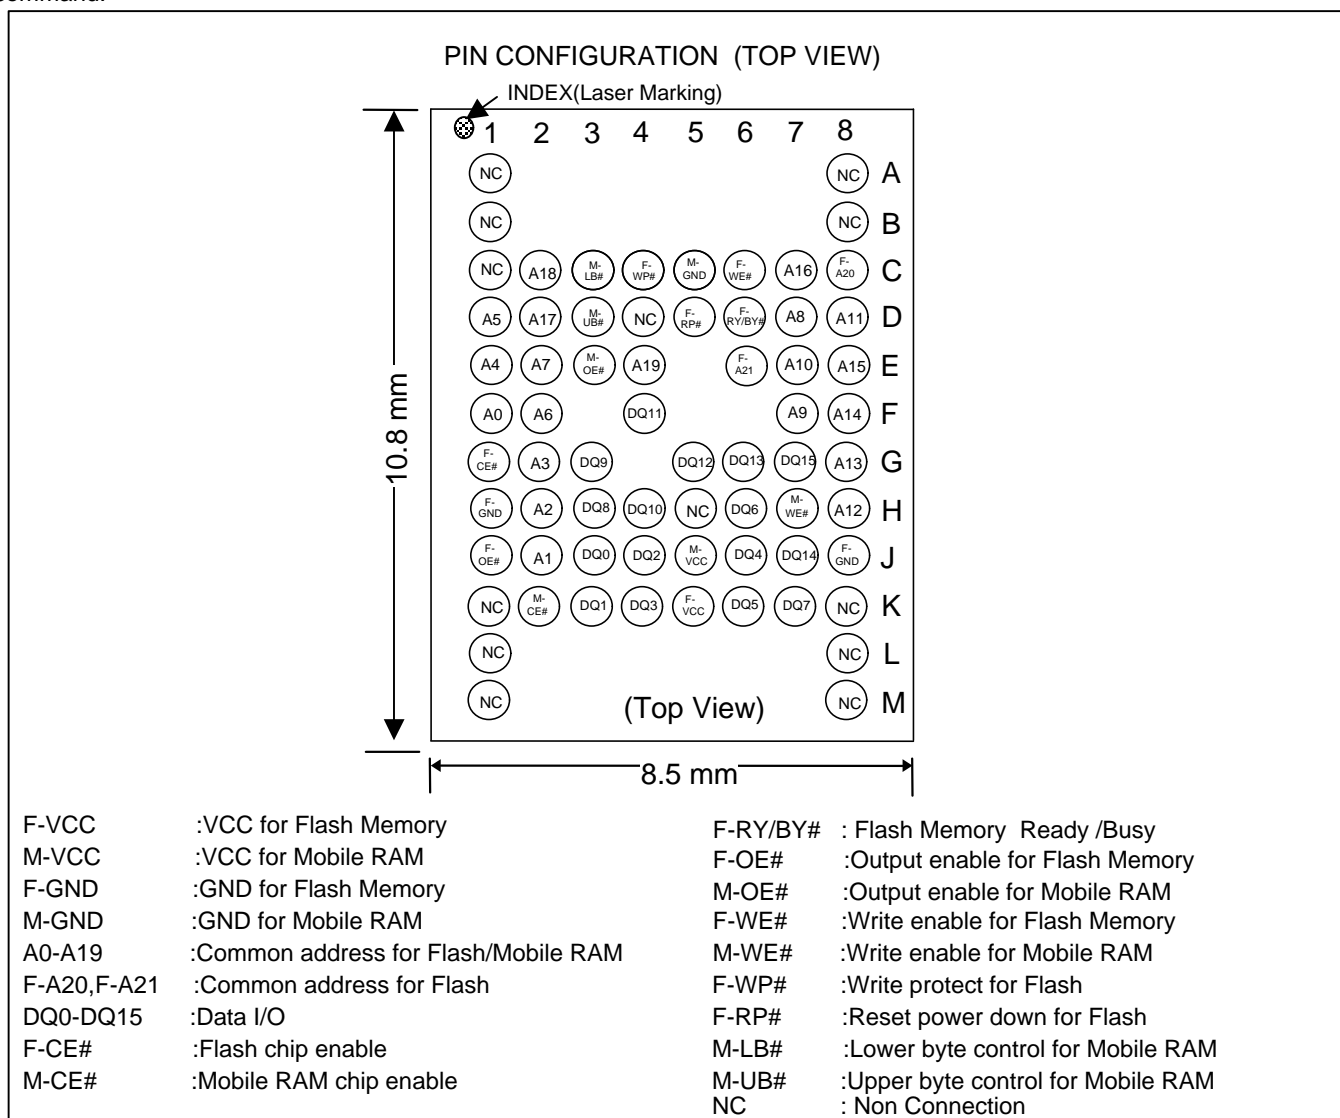 command.
PIN CONFIGURATION (TOP VIEW)
INDEX(Laser Marking)
1 2 3 4 5 6 7 8
NC NC A
NC NC B
NC A18 M-LB# F-WP# M-GND F-WE# A16 F-A20 C
A5 A17 M-UB# NC F-RP# F-RY/BY# A8 A11 D
A4 A7 M-OE# A19 F-A21 A10 A15 E
A0 A6 DQ11 A9 A14 F
F-CE# A3 DQ9 DQ12 DQ13 DQ15 A13 G
F-GND A2 DQ8 DQ10 NC DQ6 M-WE# A12 H
F-OE# A1 DQ0 DQ2 M-VCC DQ4 DQ14 F-GND J
NC M-CE# DQ1 DQ3 F-VCC DQ5 DQ7 NC K
NC NC L
NC (Top View) NC M
10.8 mm
8.5 mm
F-VCC :VCC for Flash Memory
M-VCC :VCC for Mobile RAM
F-GND :GND for Flash Memory
M-GND :GND for Mobile RAM
A0-A19 :Common address for Flash/Mobile RAM
F-A20,F-A21 :Common address for Flash
DQ0-DQ15 :Data I/O
F-CE# :Flash chip enable
M-CE# :Mobile RAM chip enable
F-RY/BY# : Flash Memory Ready /Busy
F-OE# :Output enable for Flash Memory
M-OE# :Output enable for Mobile RAM
F-WE# :Write enable for Flash Memory
M-WE# :Write enable for Mobile RAM
F-WP# :Write protect for Flash
F-RP# :Reset power down for Flash
M-LB# :Lower byte control for Mobile RAM
M-UB# :Upper byte control for Mobile RAM
NC : Non Connection